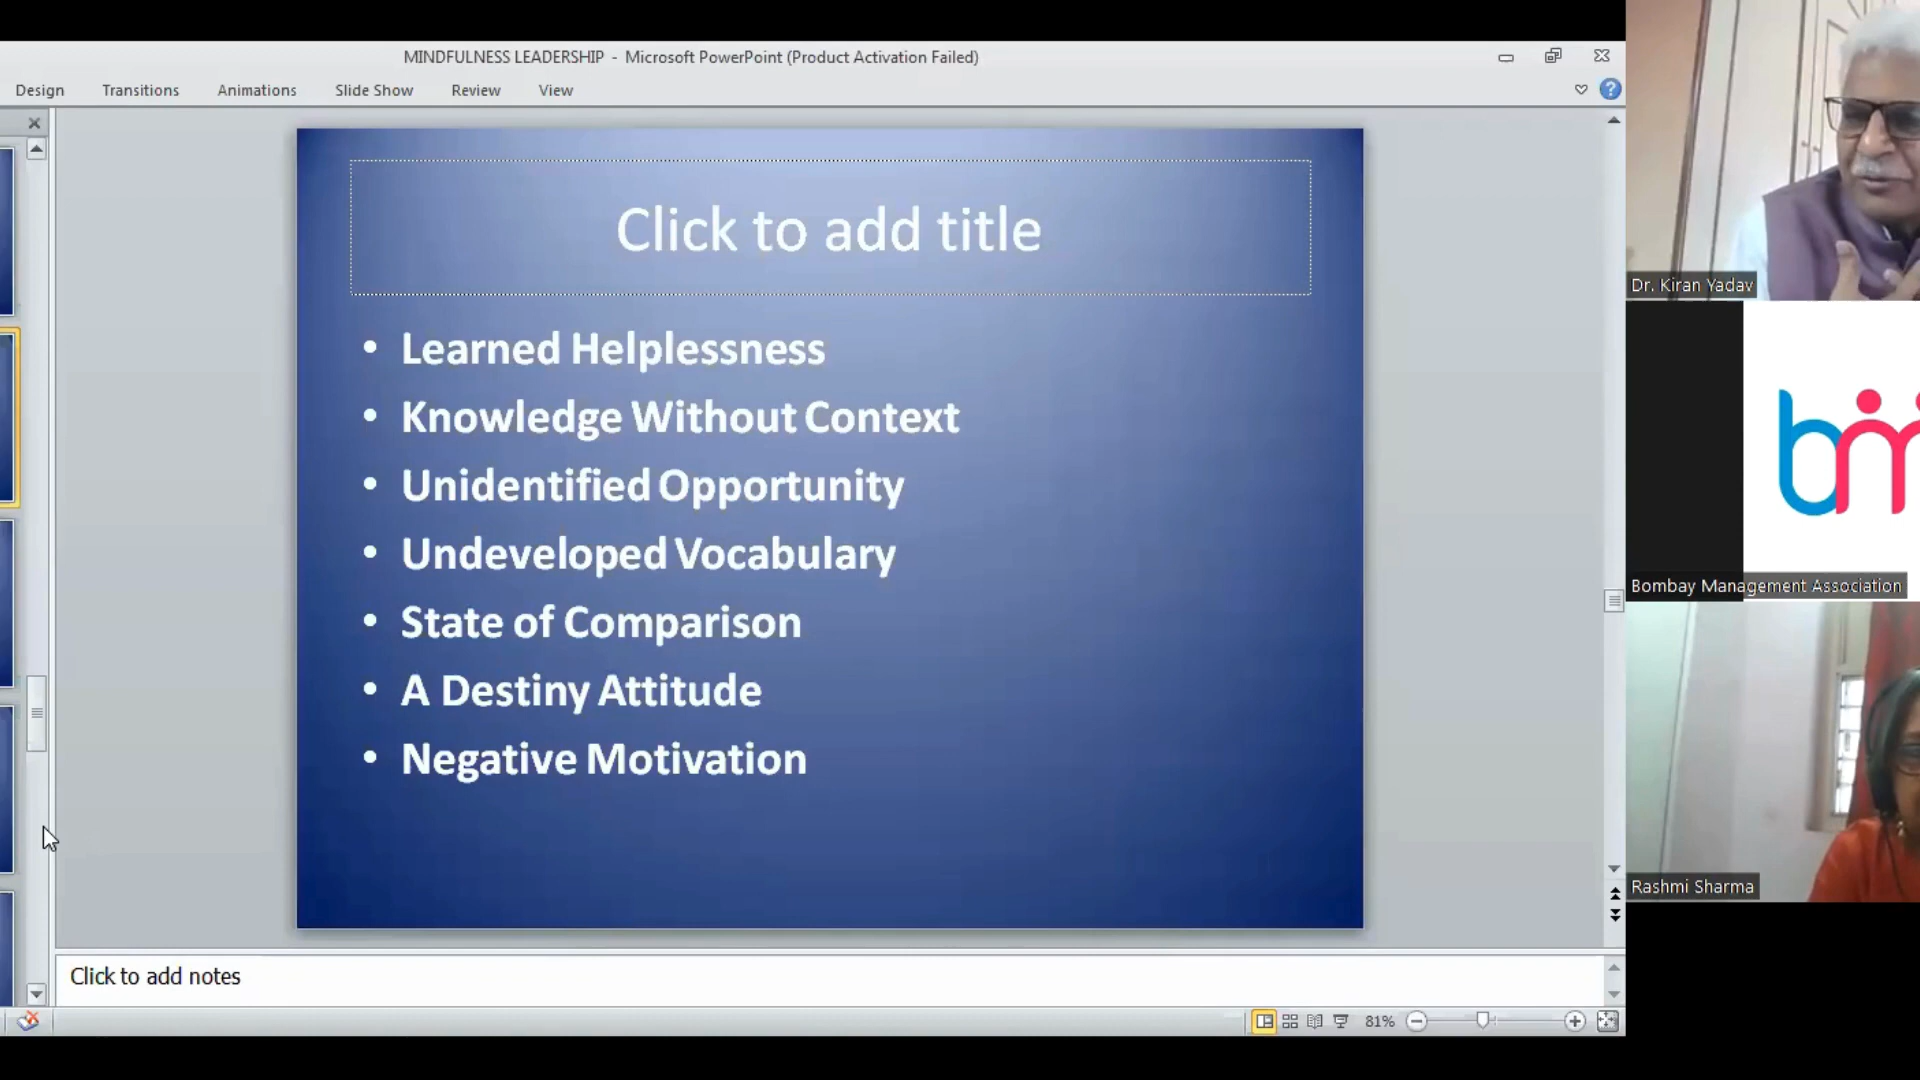 MINDFULNESS LEADERSHIP - Microsoft PowerPoint (Product Activation Failed)
Design Transitions Animations Slide Show Review View
Click to add title
• Learned Helplessness
• Knowledge Without Context
• Unidentified Opportunity
• Undeveloped Vocabulary
• State of Comparison
• A Destiny Attitude
• Negative Motivation
Click to add notes
81%
Dr. Kiran Yadav
bm
Bombay Management Association
Rashmi Sharma